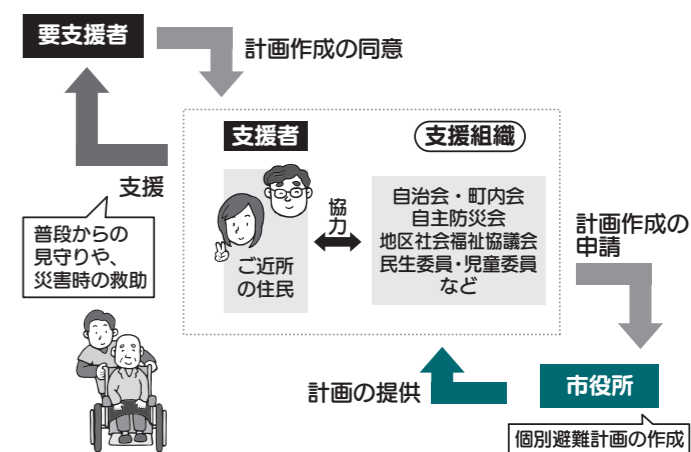 要支援者
計画作成の同意
支援者
支援組織
支援
協力
ご近所
の住民
自治会・町内会
自主防災会
地区社会福祉協議会
民生委員・児童委員
など
計画作成の
申請
普段からの
見守りや、
災害時の救助
計画の提供
市役所
個別避難計画の作成